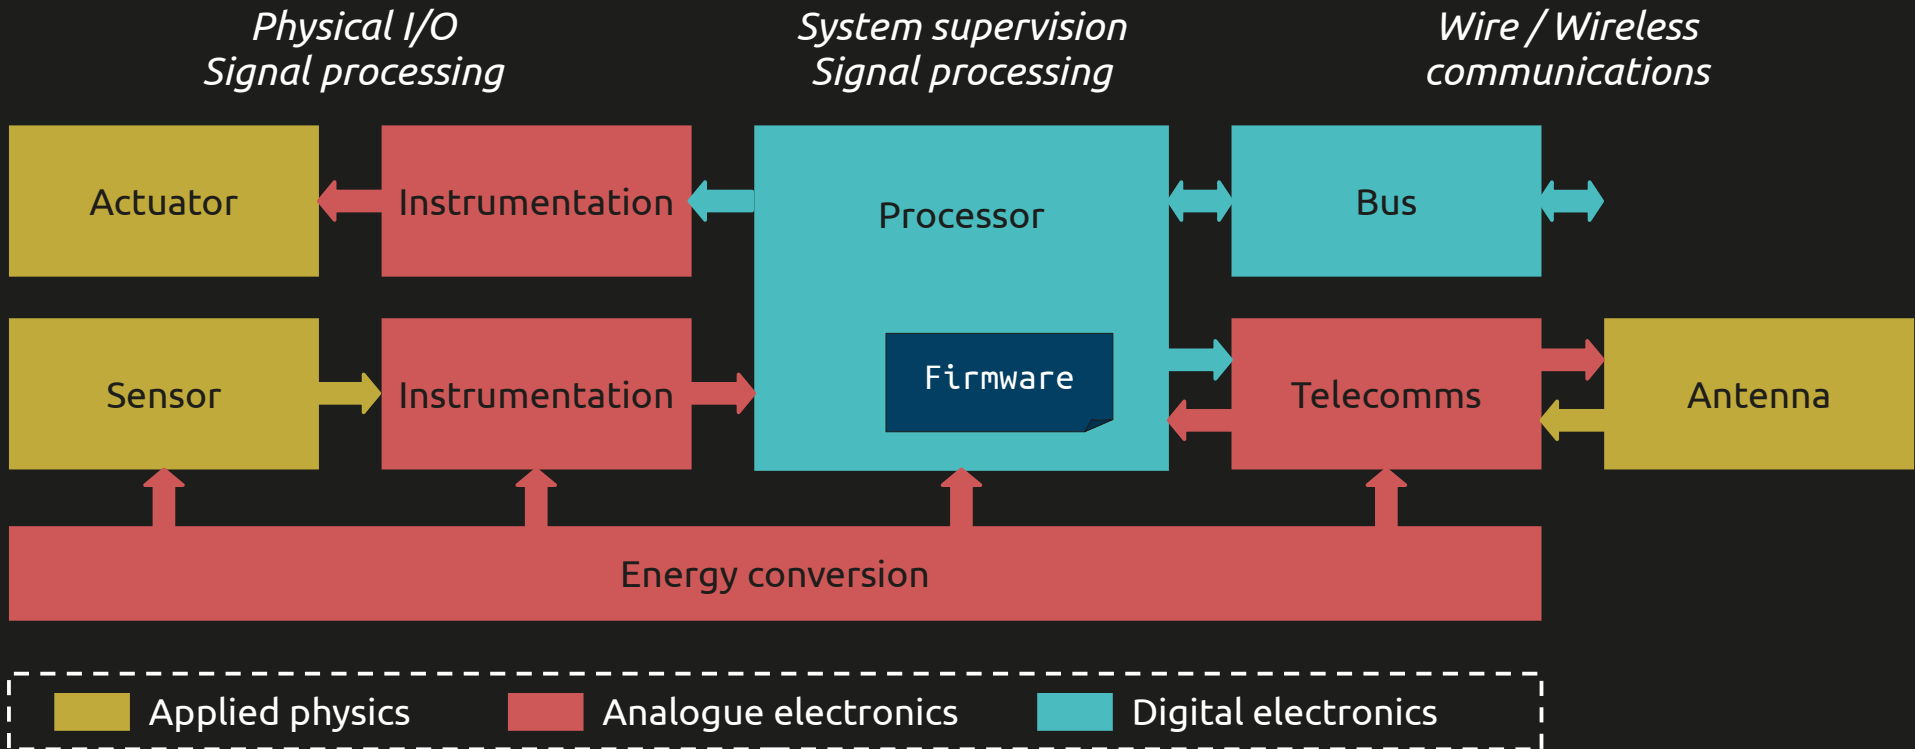 Physical I/O
Signal processing
System supervision
Signal processing
Wire / Wireless
communications
Actuator
Instrumentation
Processor
Bus
Sensor
Instrumentation
Firmware
Telecomms
Antenna
Energy conversion
Applied physics
Analogue electronics
Digital electronics